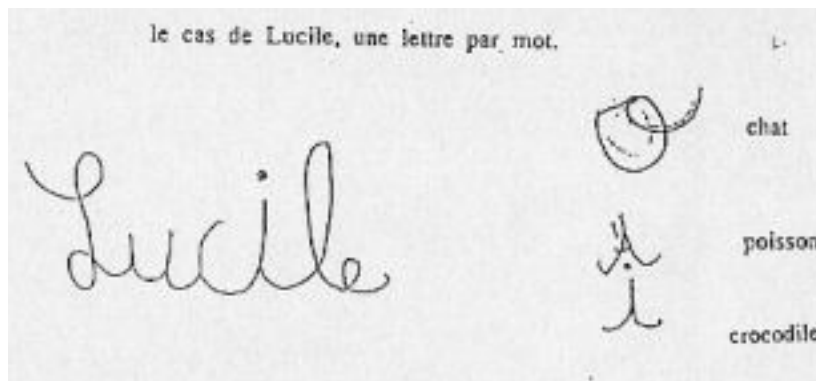 le cas de Lucile, une lettre par mot.
Lucile
chat
poisson
i
crocodile